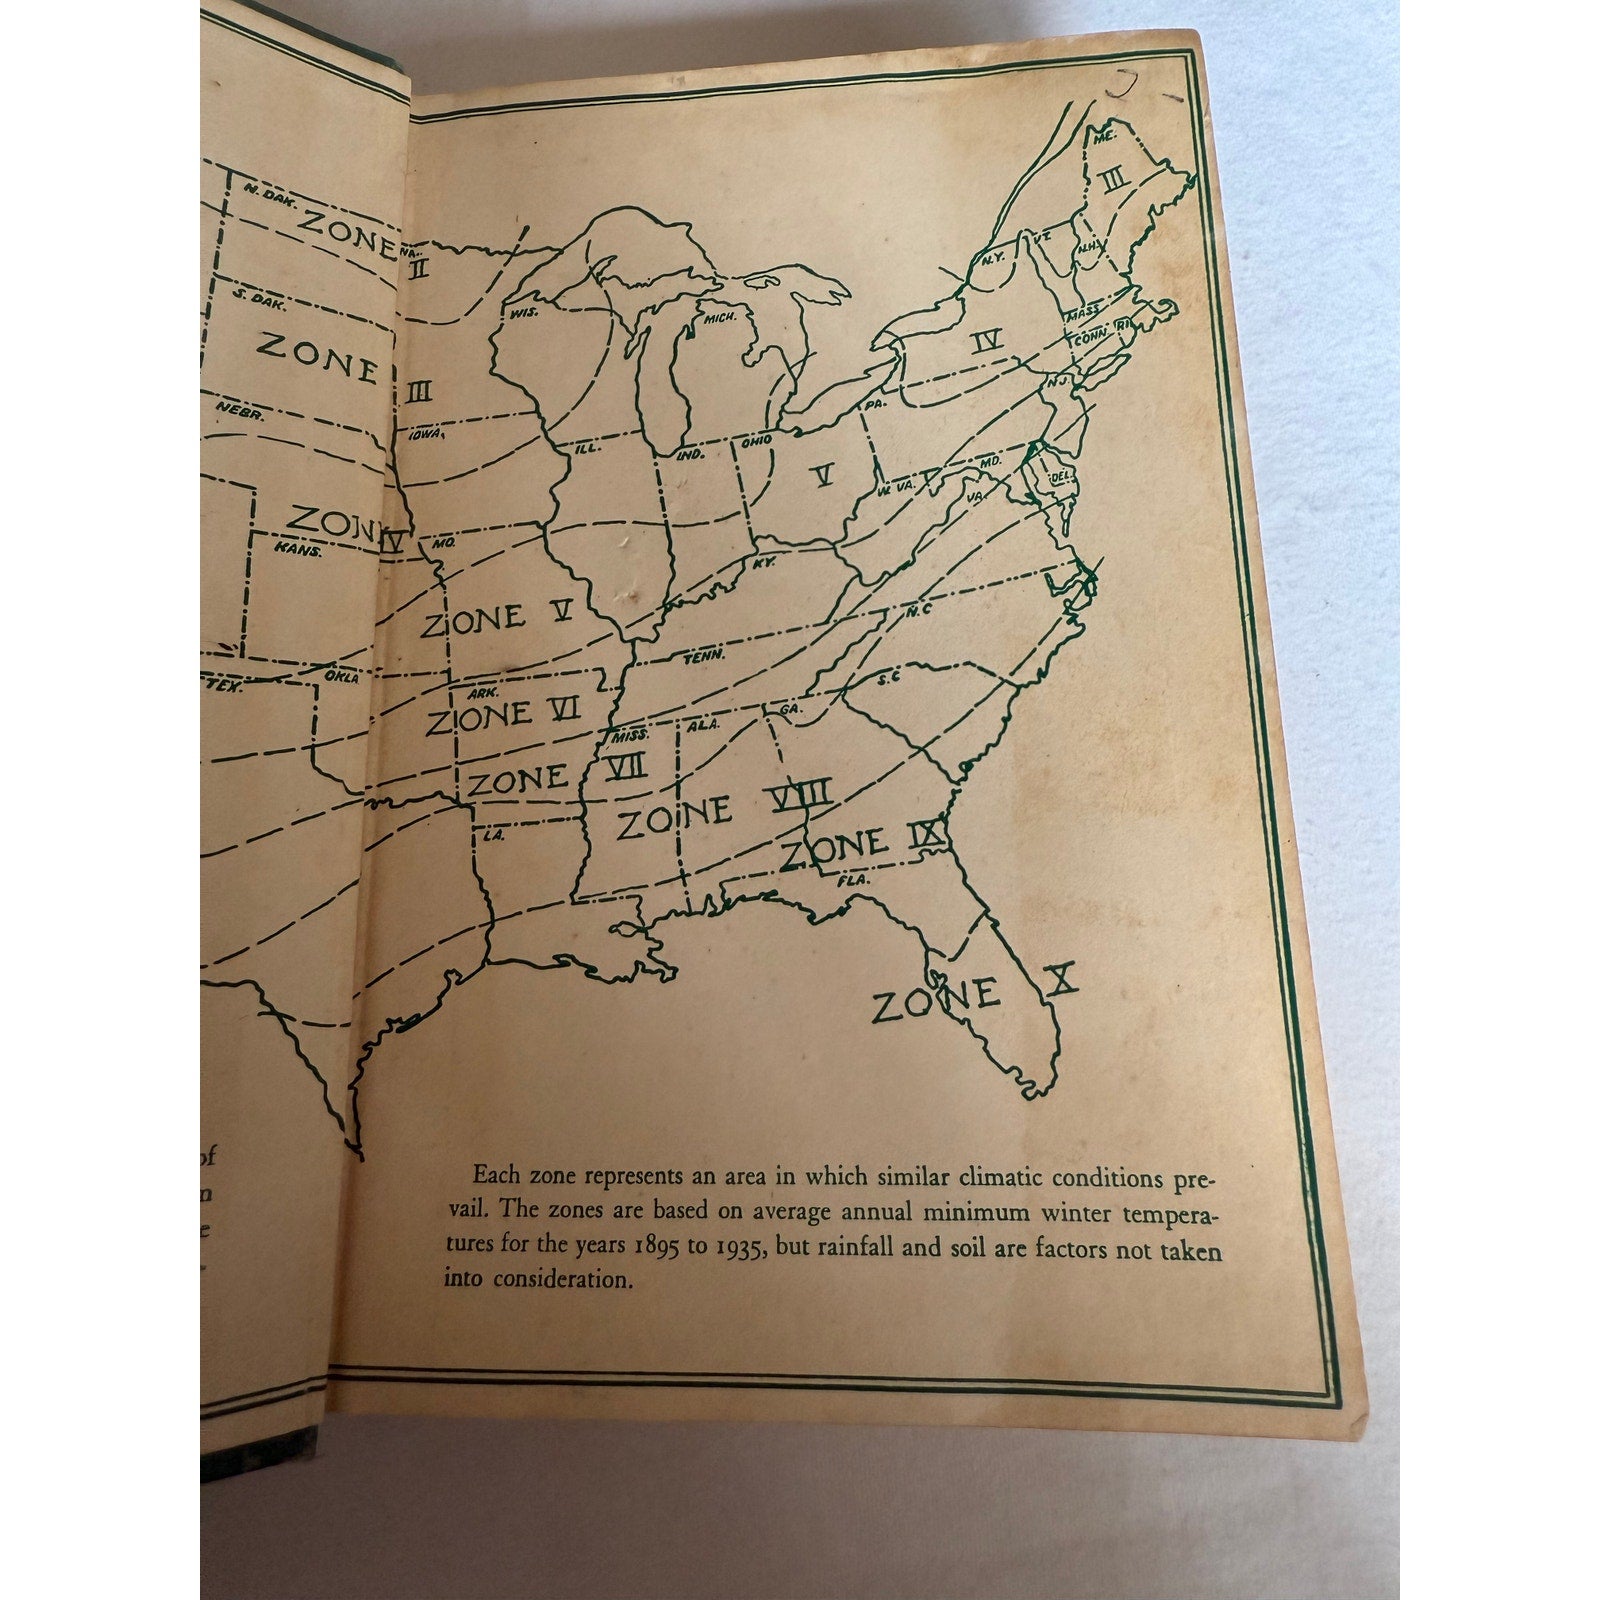 N. DAK.
ZONE
NA.
II
S. DAK.
ZONE
III
NEBR.
IOWA.
ZONE
IV
KANS.
MO.
OKLA
TEX.
WIS.
MICH.
ILL.
IND.
OHIO
PA.
N.Y.
VT.
N.H.
ME.
III
MASS
CONN
RI
IV
N.J.
V
W. VA.
MD.
DEL.
VA.
KY.
ZONE V
TENN.
N.C
ARK.
ZONE VI
S.C
MISS.
ALA.
GA.
ZONE VII
LA.
ZONE VIII
ZONE IX
FLA.
ZONE X
of
n
e
Each zone represents an area in which similar climatic conditions pre-
vail. The zones are based on average annual minimum winter tempera-
tures for the years 1895 to 1935, but rainfall and soil are factors not taken
into consideration.